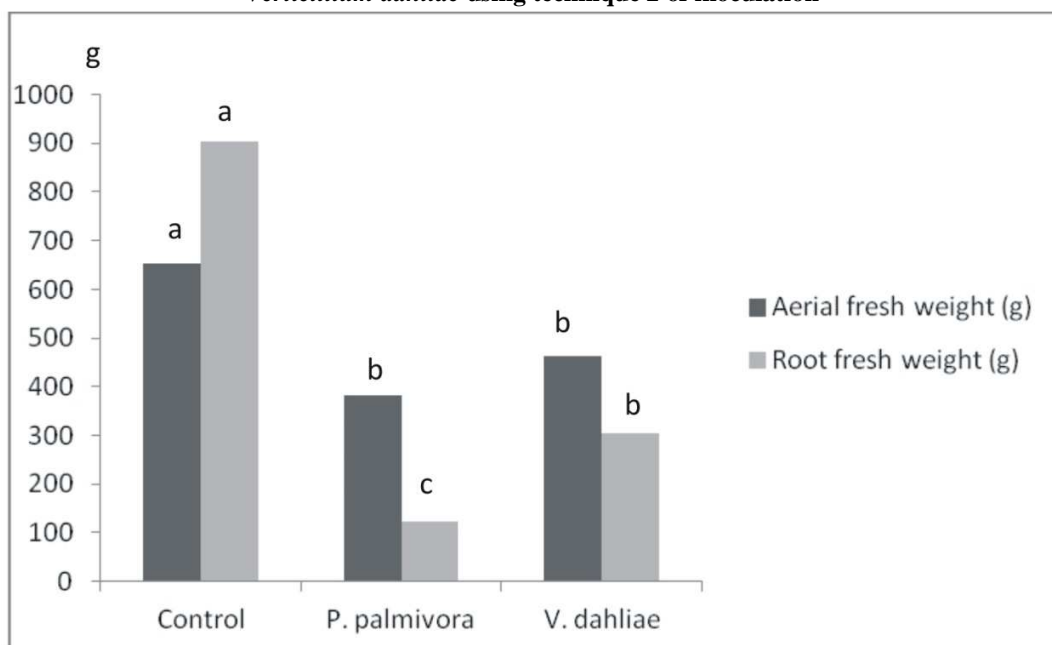 g
1000
900
800
700
600
500
400
300
200
100
0
a
a
b
c
b
b
Control
P. palmivora
V. dahliae
Aerial fresh weight (g)
Root fresh weight (g)